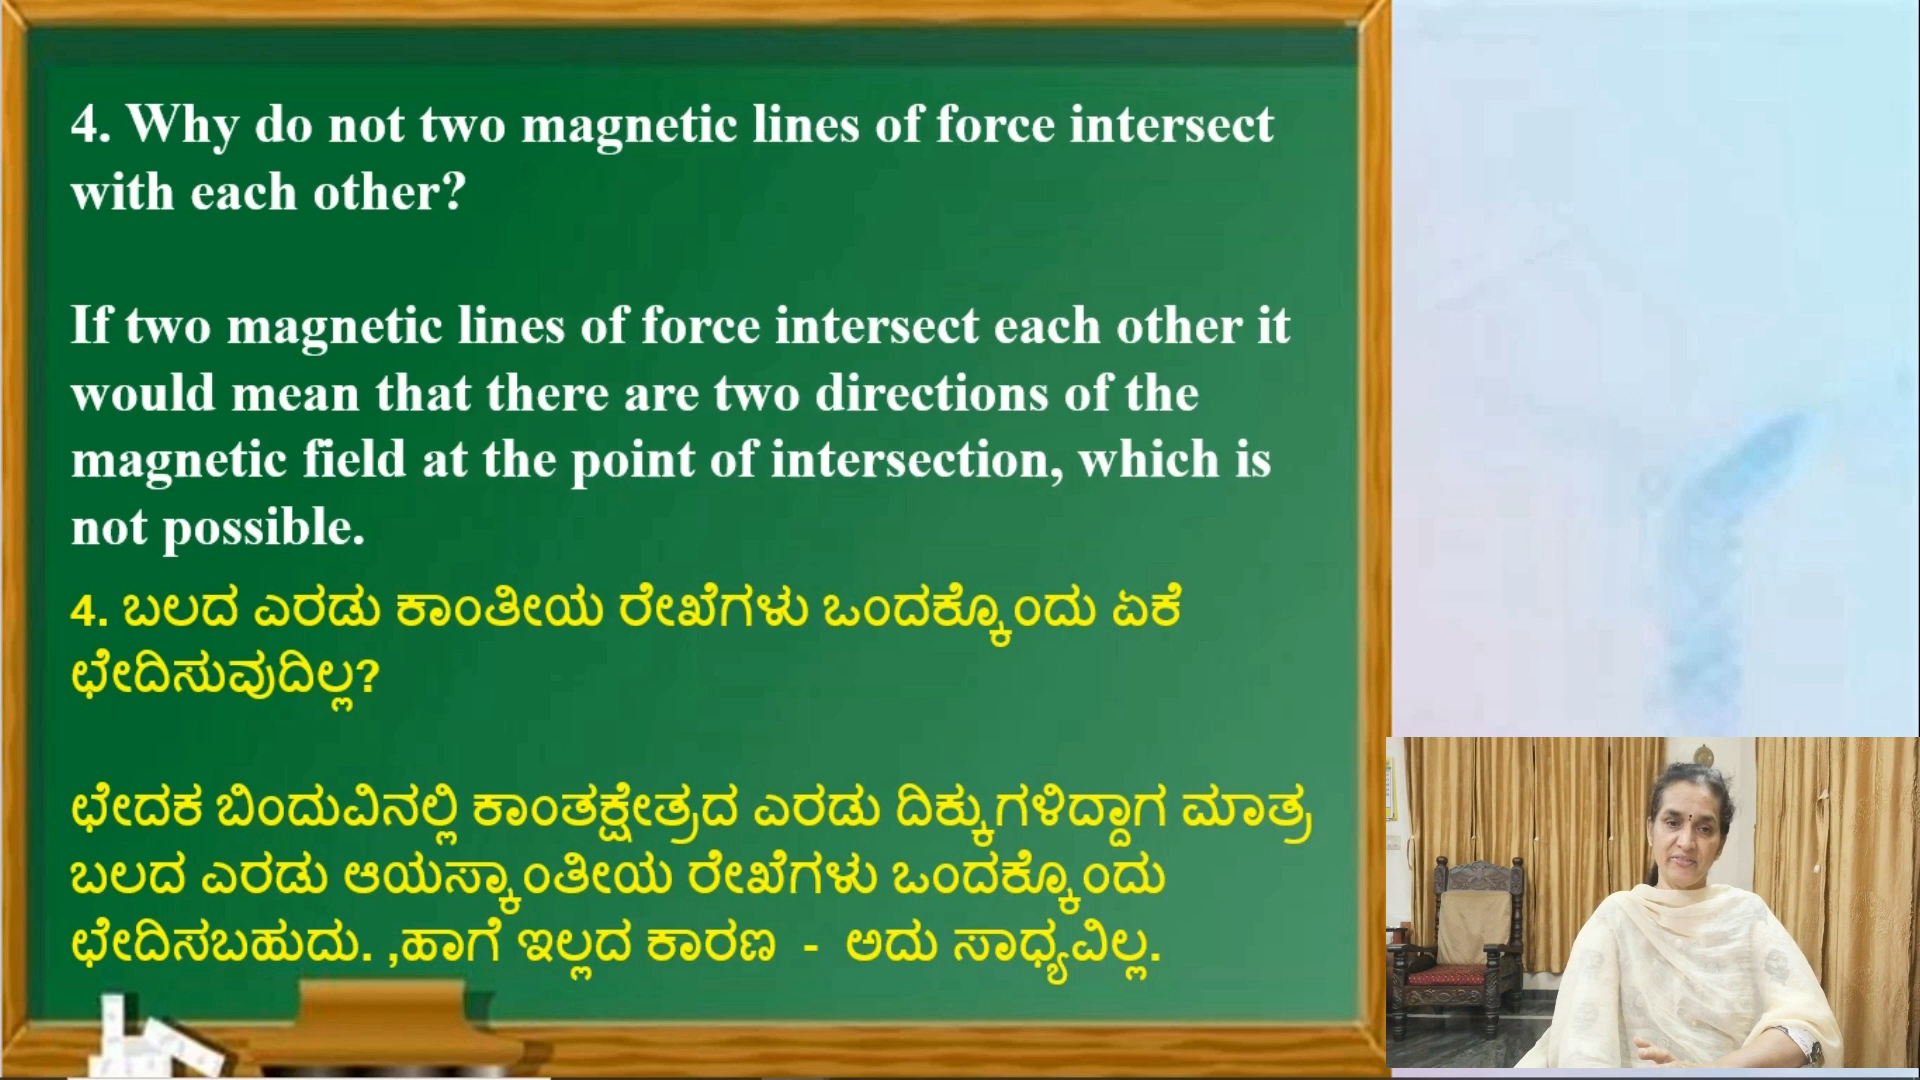 4. Why do not two magnetic lines of force intersect
with each other?
If two magnetic lines of force intersect each other it
would mean that there are two directions of the
magnetic field at the point of intersection, which is
not possible.
4. ಬಲದ ಎರಡು ಕಾಂತೀಯ ರೇಖೆಗಳು ಒಂದಕ್ಕೊಂದು ಏಕೆ
ಛೇದಿಸುವುದಿಲ್ಲ?
ಛೇದಕ ಬಿಂದುವಿನಲ್ಲಿ ಕಾಂತಕ್ಷೇತ್ರದ ಎರಡು ದಿಕ್ಕುಗಳಿದ್ದಾಗ ಮಾತ್ರ
ಬಲದ ಎರಡು ಆಯಸ್ಕಾಂತೀಯ ರೇಖೆಗಳು ಒಂದಕ್ಕೊಂದು
ಛೇದಿಸಬಹುದು. ,ಹಾಗೆ ಇಲ್ಲದ ಕಾರಣ - ಅದು ಸಾಧ್ಯವಿಲ್ಲ.